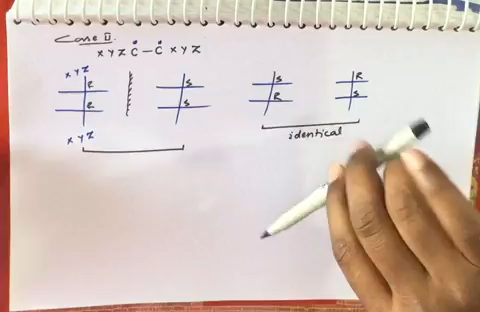 Case II.
x y z C – C x y z
x y z
R S S R
R S R S
x y z
identical